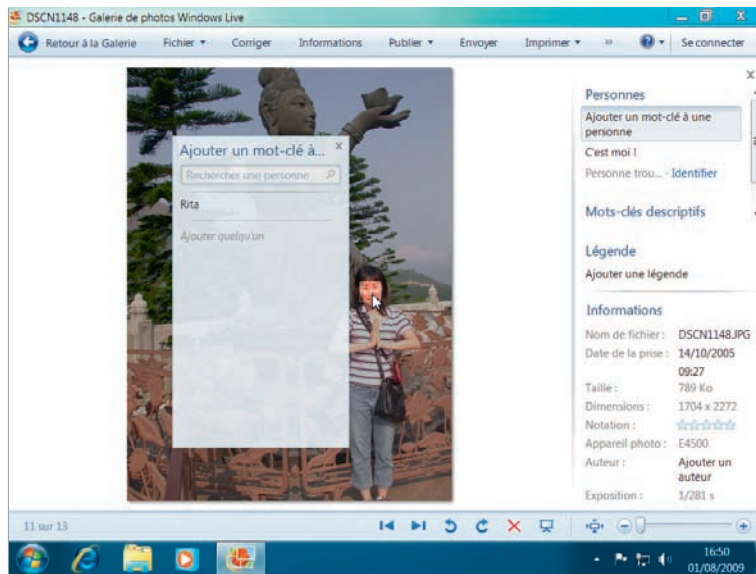 DSCN1148 - Galerie de photos Windows Live
Retour à la Galerie Fichier Corriger Informations Publier Envoyer Imprimer » Se connecter
Personnes
Ajouter un mot-clé à une
personne
C'est moi !
Personne trou... - Identifier
Mots-clés descriptifs
Légende
Ajouter une légende
Informations
Nom de fichier : DSCN1148.JPG
Date de la prise : 14/10/2005
09:27
Taille : 789 Ko
Dimensions : 1704 x 2272
Notation :
Appareil photo : E4500
Auteur : Ajouter un
auteur
Exposition : 1/281 s
Ajouter un mot-clé à... x
Rechercher une personne
Rita
Ajouter quelqu'un
11 sur 13
16:50
01/08/2009